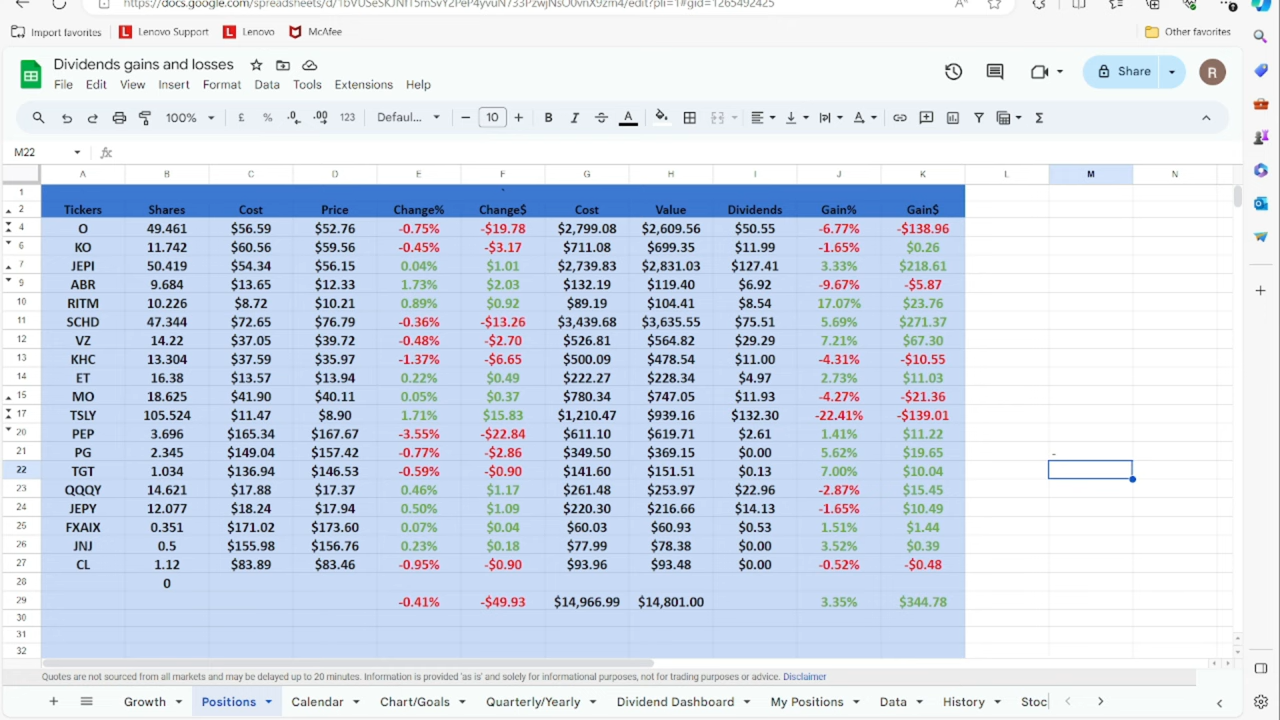 Import favorites Lenovo Support Lenovo McAfee Other favorites
Dividends gains and losses
File Edit View Insert Format Data Tools Extensions Help
Share R
100% £ % .0 .00 123 Defaul... 10 B I A
M22 fx
A B C D E F G H I J K L M N
1
2 Tickers Shares Cost Price Change% Change$ Cost Value Dividends Gain% Gain$
4 O 49.461 $56.59 $52.76 -0.75% -$19.78 $2,799.08 $2,609.56 $50.55 -6.77% -$138.96
6 KO 11.742 $60.56 $59.56 -0.45% -$3.17 $711.08 $699.35 $11.99 -1.65% $0.26
7 JEPI 50.419 $54.34 $56.15 0.04% $1.01 $2,739.83 $2,831.03 $127.41 3.33% $218.61
9 ABR 9.684 $13.65 $12.33 1.73% $2.03 $132.19 $119.40 $6.92 -9.67% -$5.87
10 RITM 10.226 $8.72 $10.21 0.89% $0.92 $89.19 $104.41 $8.54 17.07% $23.76
11 SCHD 47.344 $72.65 $76.79 -0.36% -$13.26 $3,439.68 $3,635.55 $75.51 5.69% $271.37
12 VZ 14.22 $37.05 $39.72 -0.48% -$2.70 $526.81 $564.82 $29.29 7.21% $67.30
13 KHC 13.304 $37.59 $35.97 -1.37% -$6.65 $500.09 $478.54 $11.00 -4.31% -$10.55
14 ET 16.38 $13.57 $13.94 0.22% $0.49 $222.27 $228.34 $4.97 2.73% $11.03
15 MO 18.625 $41.90 $40.11 0.05% $0.37 $780.34 $747.05 $11.93 -4.27% -$21.36
17 TSLY 105.524 $11.47 $8.90 1.71% $15.83 $1,210.47 $939.16 $132.30 -22.41% -$139.01
20 PEP 3.696 $165.34 $167.67 -3.55% -$22.84 $611.10 $619.71 $2.61 1.41% $11.22
21 PG 2.345 $149.04 $157.42 -0.77% -$2.86 $349.50 $369.15 $0.00 5.62% $19.65 -
22 TGT 1.034 $136.94 $146.53 -0.59% -$0.90 $141.60 $151.51 $0.13 7.00% $10.04
23 QQQY 14.621 $17.88 $17.37 0.46% $1.17 $261.48 $253.97 $22.96 -2.87% $15.45
24 JEPY 12.077 $18.24 $17.94 0.50% $1.09 $220.30 $216.66 $14.13 -1.65% $10.49
26 FXAIX 0.351 $171.02 $173.60 0.07% $0.04 $60.03 $60.93 $0.53 1.51% $1.44
26 JNJ 0.5 $155.98 $156.76 0.23% $0.18 $77.99 $78.38 $0.00 3.52% $0.39
27 CL 1.12 $83.89 $83.46 -0.95% -$0.90 $93.96 $93.48 $0.00 -0.52% -$0.48
28 0
29 -0.41% -$49.93 $14,966.99 $14,801.00 3.35% $344.78
30
31
32
Quotes are not sourced from all markets and may be delayed up to 20 minutes. Information is provided 'as is' and solely for informational purposes, not for trading purposes or advice. Disclaimer
Growth Positions Calendar Chart/Goals Quarterly/Yearly Dividend Dashboard My Positions Data History Stoc